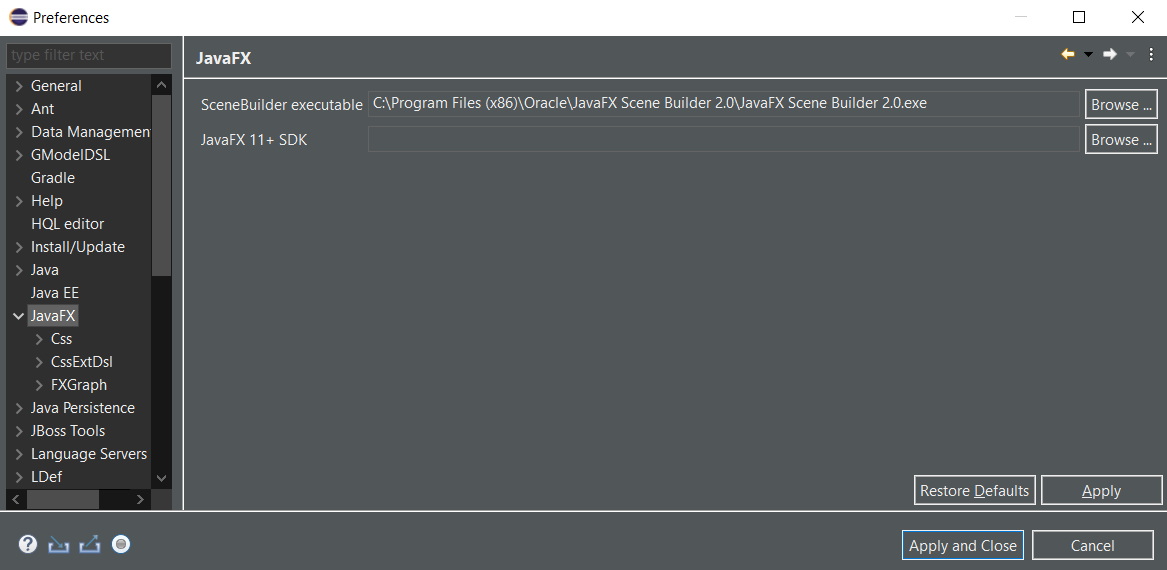 Preferences
type filter text
General
Ant
Data Managemen
GModelDSL
Gradle
Help
HQL editor
Install/Update
Java
Java EE
JavaFX
Css
CssExtDsl
FXGraph
Java Persistence
JBoss Tools
Language Servers
LDef
JavaFX
SceneBuilder executable C:\Program Files (x86)\Oracle\JavaFX Scene Builder 2.0\JavaFX Scene Builder 2.0.exe Browse ...
JavaFX 11+ SDK Browse ...
Restore Defaults Apply
? Apply and Close Cancel